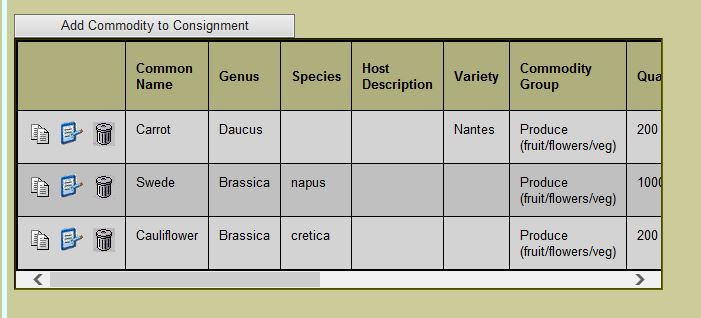 Add Commodity to Consignment
Common Name Genus Species Host Description Variety Commodity Group Qua
Carrot Daucus Nantes Produce (fruit/flowers/veg) 200
Swede Brassica napus Produce (fruit/flowers/veg) 1000
Cauliflower Brassica cretica Produce (fruit/flowers/veg) 200